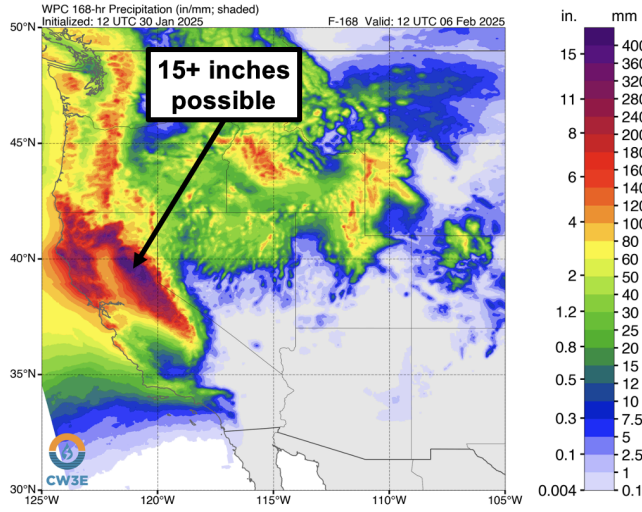 WPC 168-hr Precipitation (in/mm; shaded)
Initialized: 12 UTC 30 Jan 2025 F-168 Valid: 12 UTC 06 Feb 2025
in. mm
50°N
45°N
40°N
35°N
30°N
125°W 120°W 115°W 110°W 105°W
15+ inches
possible
CW3E
400
15 360
320
11 280
240
8 200
180
6 160
140
120
4 100
80
60
2 50
40
1.2 30
25
0.8 20
15
0.5 12
10
0.3 7.5
5
0.1 2.5
1
0.004 0.1